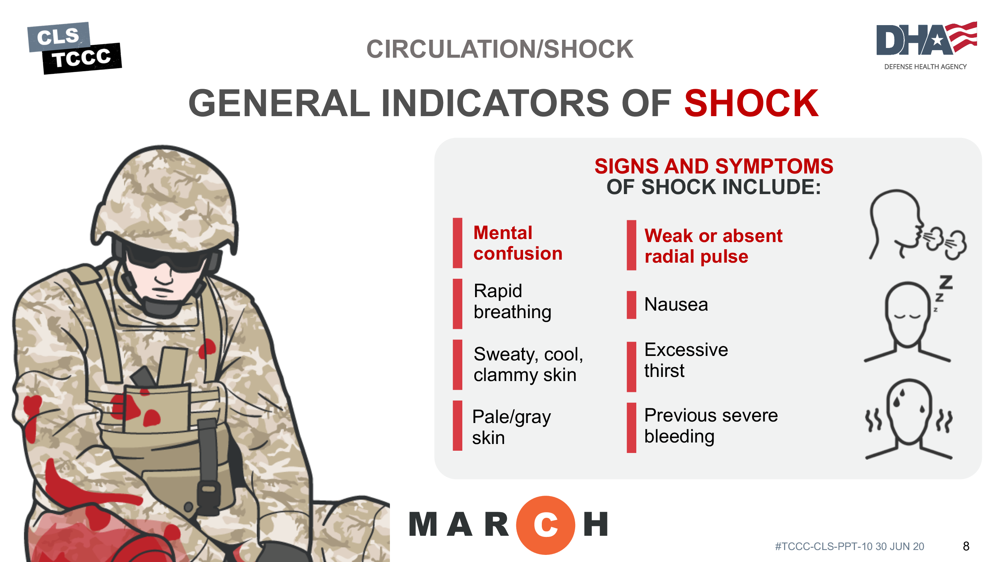 CLS
TCCC
CIRCULATION/SHOCK
DHA
DEFENSE HEALTH AGENCY
GENERAL INDICATORS OF SHOCK
SIGNS AND SYMPTOMS
OF SHOCK INCLUDE:
Mental
confusion
Rapid
breathing
Sweaty, cool,
clammy skin
Pale/gray
skin
Weak or absent
radial pulse
Nausea
Excessive
thirst
Previous severe
bleeding
Z
Z
z
M A R C H
#TCCC-CLS-PPT-10 30 JUN 20
8